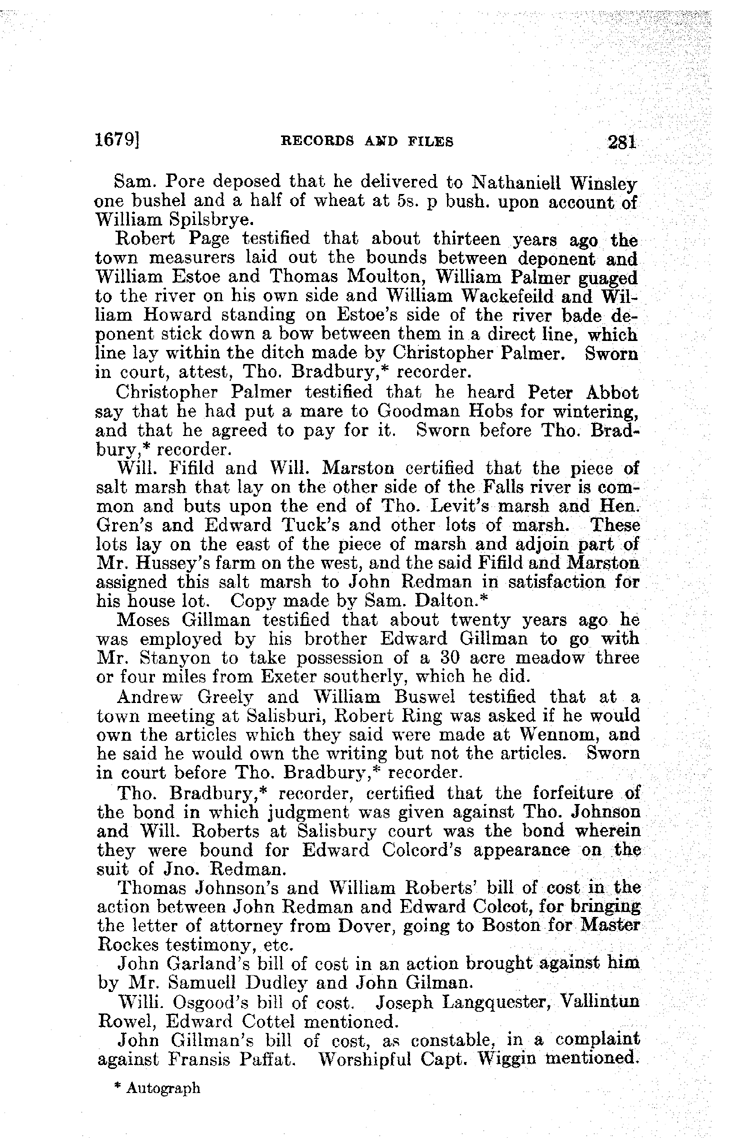 1679] RECORDS AND FILES 281
Sam. Pore deposed that he delivered to Nathaniell Winsley
one bushel and a half of wheat at 5s. p bush. upon account of
William Spilsbrye.
Robert Page testified that about thirteen years ago the
town measurers laid out the bounds between deponent and
William Estoe and Thomas Moulton, William Palmer guaged
to the river on his own side and William Wackefeild and Wil-
liam Howard standing on Estoe's side of the river bade de-
ponent stick down a bow between them in a direct line, which
line lay within the ditch made by Christopher Palmer. Sworn
in court, attest, Tho. Bradbury,* recorder.
Christopher Palmer testified that he heard Peter Abbot
say that he had put a mare to Goodman Hobs for wintering,
and that he agreed to pay for it. Sworn before Tho. Brad-
bury,* recorder.
Will. Fifild and Will. Marston certified that the piece of
salt marsh that lay on the other side of the Falls river is com-
mon and buts upon the end of Tho. Levit's marsh and Hen.
Gren's and Edward Tuck's and other lots of marsh. These
lots lay on the east of the piece of marsh and adjoin part of
Mr. Hussey's farm on the west, and the said Fifild and Marston
assigned this salt marsh to John Redman in satisfaction for
his house lot. Copy made by Sam. Dalton.*
Moses Gillman testified that about twenty years ago he
was employed by his brother Edward Gillman to go with
Mr. Stanyon to take possession of a 30 acre meadow three
or four miles from Exeter southerly, which he did.
Andrew Greely and William Buswel testified that at a
town meeting at Salisburi, Robert Ring was asked if he would
own the articles which they said were made at Wennom, and
he said he would own the writing but not the articles. Sworn
in court before Tho. Bradbury,* recorder.
Tho. Bradbury,* recorder, certified that the forfeiture of
the bond in which judgment was given against Tho. Johnson
and Will. Roberts at Salisbury court was the bond wherein
they were bound for Edward Colcord's appearance on the
suit of Jno. Redman.
Thomas Johnson's and William Roberts' bill of cost in the
action between John Redman and Edward Colcot, for bringing
the letter of attorney from Dover, going to Boston for Master
Rockes testimony, etc.
John Garland's bill of cost in an action brought against him
by Mr. Samuell Dudley and John Gilman.
Willi. Osgood's bill of cost. Joseph Langquester, Vallintun
Rowel, Edward Cottel mentioned.
John Gillman's bill of cost, as constable, in a complaint
against Fransis Paffat. Worshipful Capt. Wiggin mentioned.
* Autograph